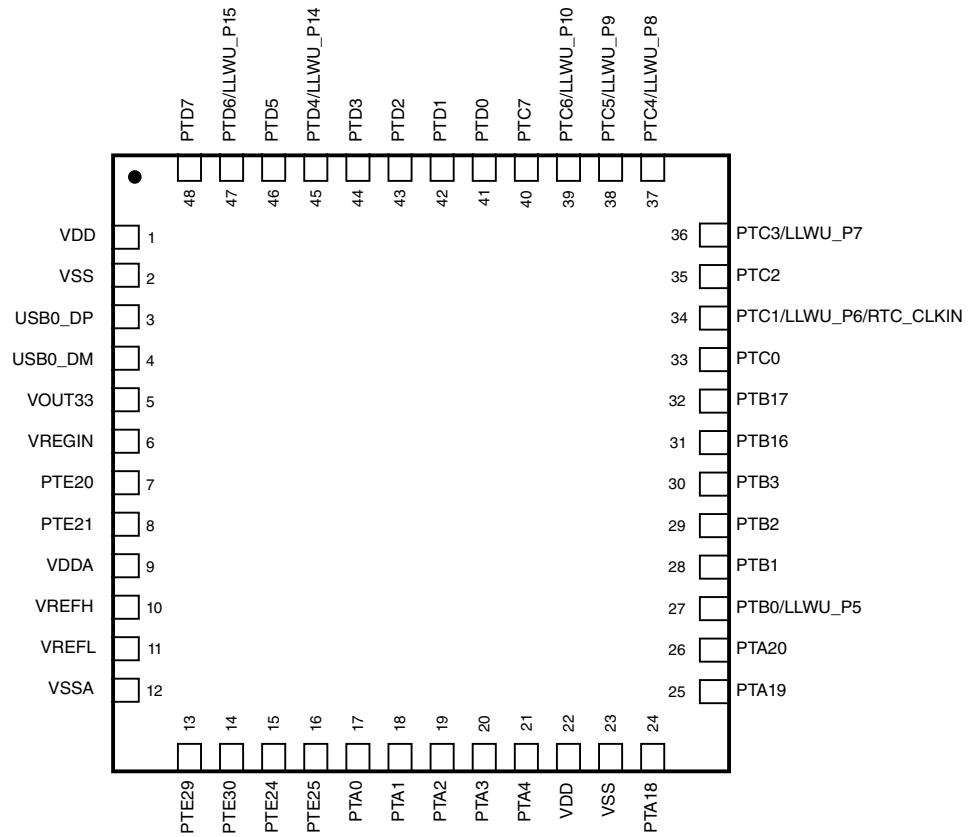 PTD7
PTD6/LLWU_P15
PTD5
PTD4/LLWU_P14
PTD3
PTD2
PTD1
PTD0
PTC7
PTC6/LLWU_P10
PTC5/LLWU_P9
PTC4/LLWU_P8
48
47
46
45
44
43
42
41
40
39
38
37
VDD 1
VSS 2
USB0_DP 3
USB0_DM 4
VOUT33 5
VREGIN 6
PTE20 7
PTE21 8
VDDA 9
VREFH 10
VREFL 11
VSSA 12
36 PTC3/LLWU_P7
35 PTC2
34 PTC1/LLWU_P6/RTC_CLKIN
33 PTC0
32 PTB17
31 PTB16
30 PTB3
29 PTB2
28 PTB1
27 PTB0/LLWU_P5
26 PTA20
25 PTA19
13
14
15
16
17
18
19
20
21
22
23
24
PTE29
PTE30
PTE24
PTE25
PTA0
PTA1
PTA2
PTA3
PTA4
VDD
VSS
PTA18